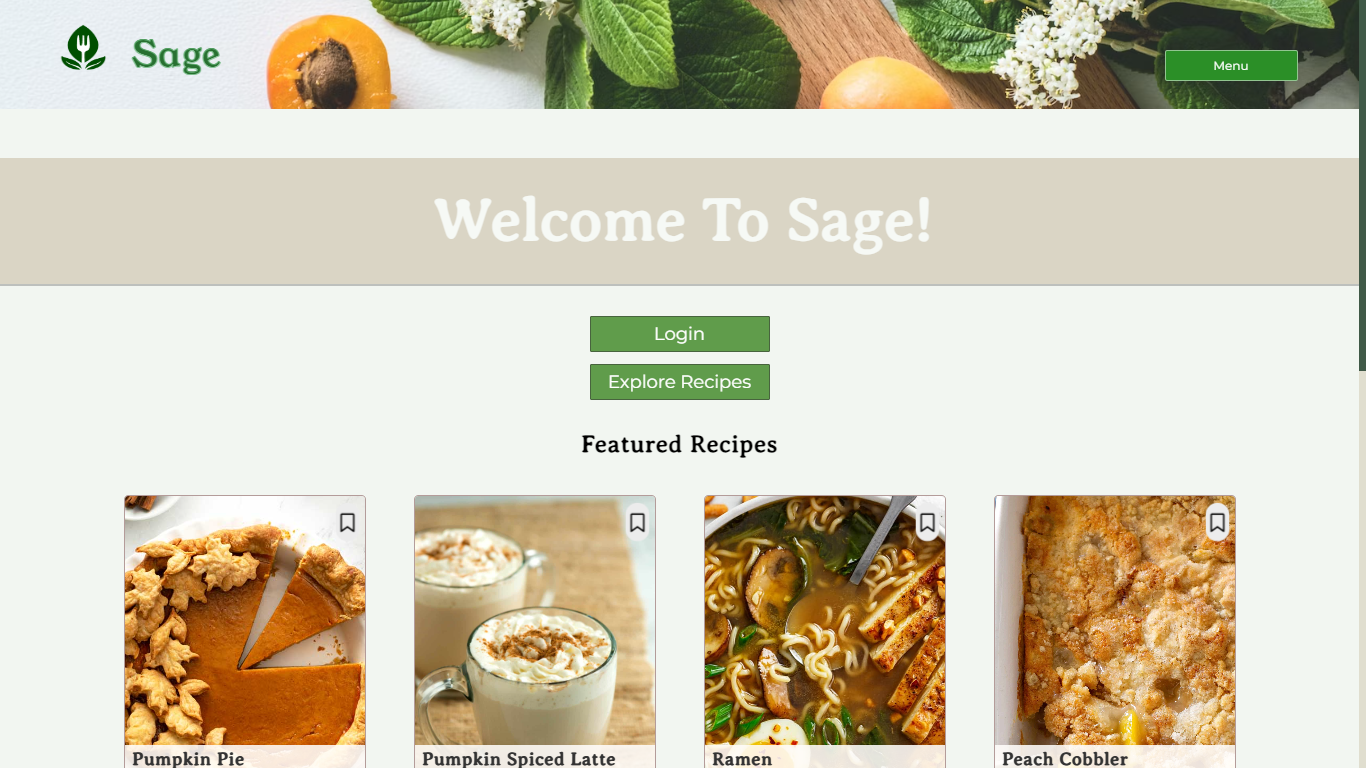 Sage
Menu
Welcome To Sage!
Login
Explore Recipes
Featured Recipes
Pumpkin Pie
Pumpkin Spiced Latte
Ramen
Peach Cobbler